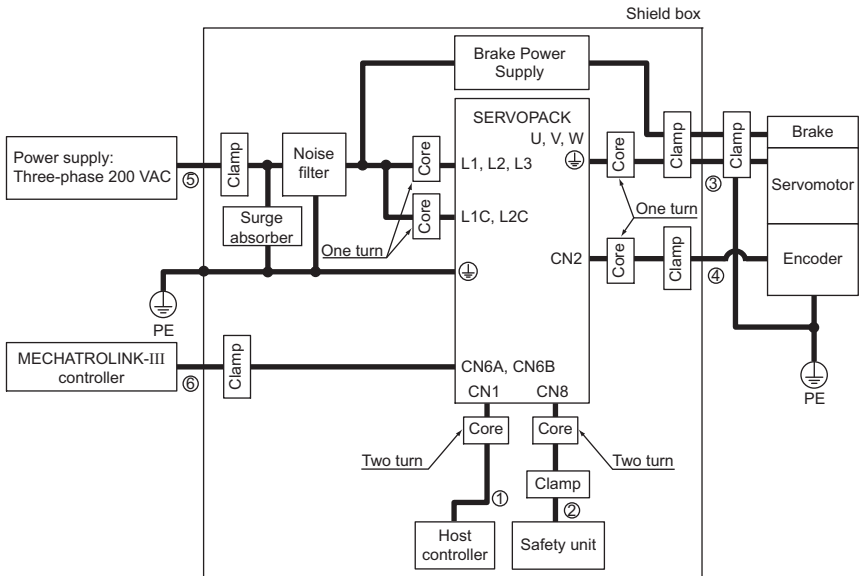 Shield box
Brake Power
Supply
SERVOPACK
U, V, W
Core
Clamp
Clamp
Brake
Servomotor
Encoder
Power supply:
Three-phase 200 VAC
⑤
Clamp
Noise
filter
Core
L1, L2, L3
③
Surge
absorber
Core
L1C, L2C
One turn
One turn
CN2
Core
Clamp
④
PE
PE
MECHATROLINK-III
controller
⑥
Clamp
CN6A, CN6B
CN1
CN8
Core
Core
Two turn
Two turn
Clamp
①
②
Host
controller
Safety unit